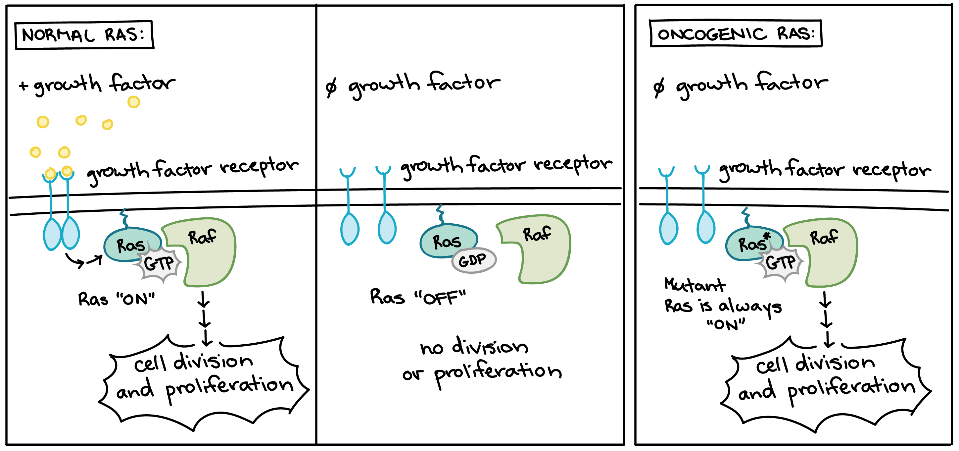 NORMAL RAS:
+ growth factor
growth factor receptor
Ras
GTP
Raf
Ras "ON"
cell division
and proliferation
ø growth factor
growth factor receptor
Ras
GDP
Raf
Ras "OFF"
no division
or proliferation
ONCOGENIC RAS:
ø growth factor
growth factor receptor
Ras*
GTP
Raf
Mutant
Ras is always
"ON"
cell division
and proliferation